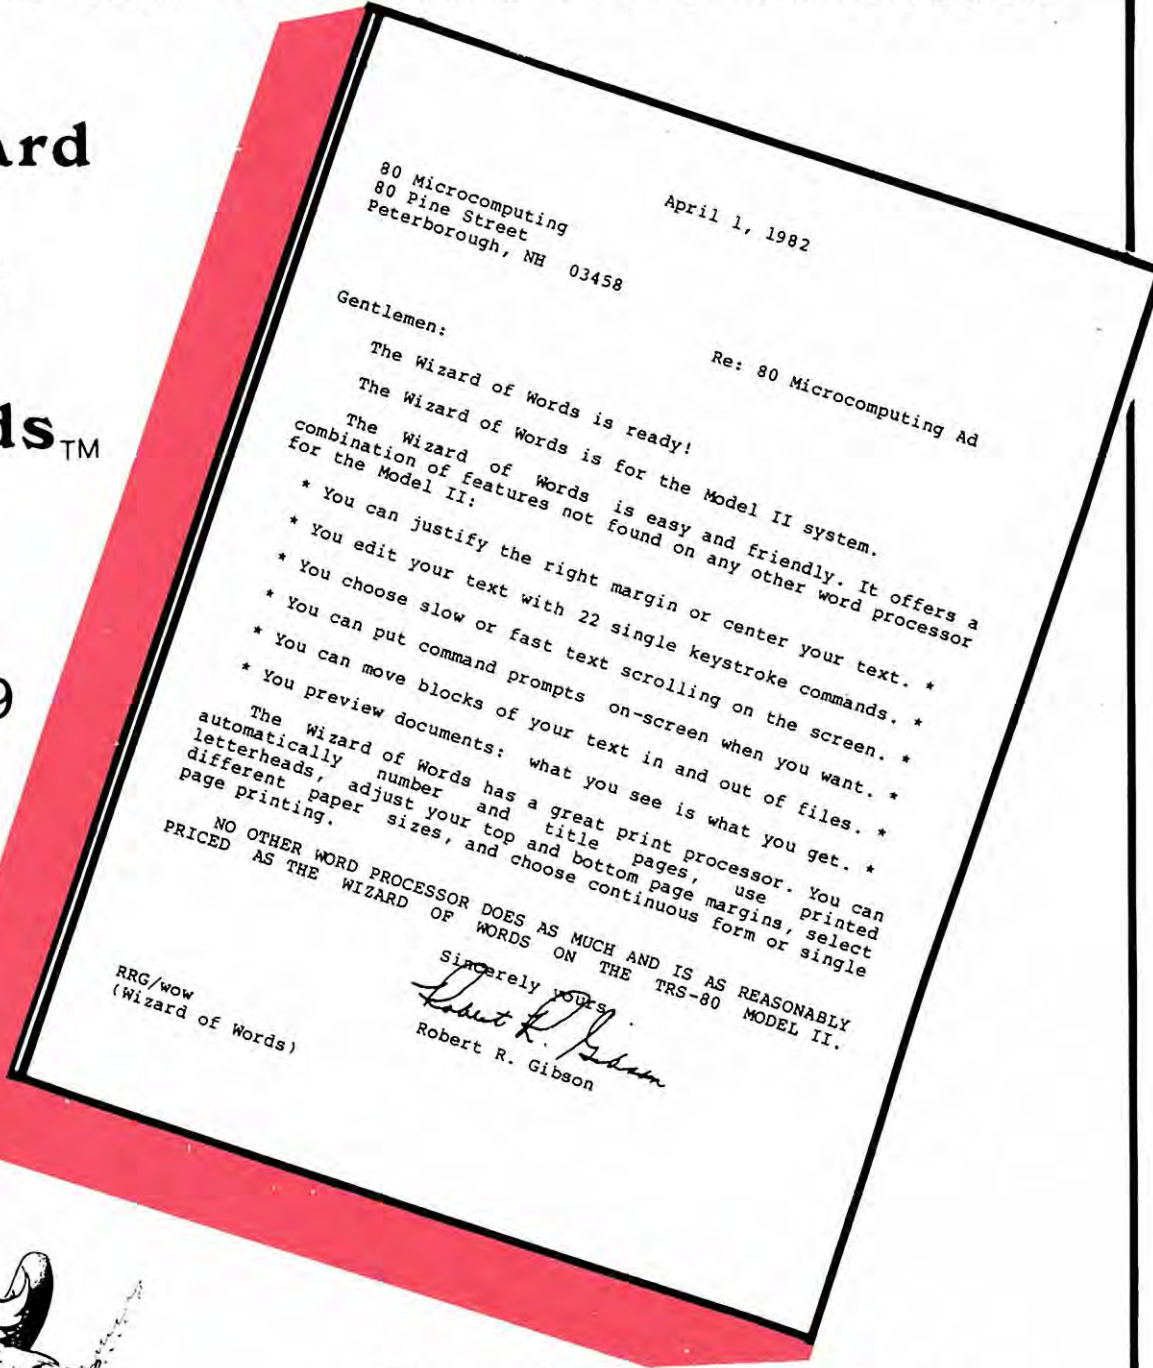 ard
ds TM
9
80 Microcomputing
80 Pine Street
Peterborough, NH 03458
April 1, 1982
Gentlemen:
Re: 80 Microcomputing Ad
The Wizard of Words is ready!
The Wizard of Words is for the Model II system.
The Wizard of Words is easy and friendly. It offers a
combination of features not found on any other word processor
for the Model II:
* You can justify the right margin or center your text. *
* You edit your text with 22 single keystroke commands. *
* You choose slow or fast text scrolling on the screen. *
* You can put command prompts on-screen when you want. *
* You can move blocks of your text in and out of files. *
* You preview documents: what you see is what you get. *
The Wizard of Words has a great print processor. You can
automatically number and title pages, use printed
letterheads, adjust your top and bottom page margins, select
different paper sizes, and choose continuous form or single
page printing.
NO OTHER WORD PROCESSOR DOES AS MUCH AND IS AS REASONABLY
PRICED AS THE WIZARD OF WORDS ON THE TRS-80 MODEL II.
Sincerely yours,
Robert R. Gibson
Robert R. Gibson
RRG/wow
(Wizard of Words)